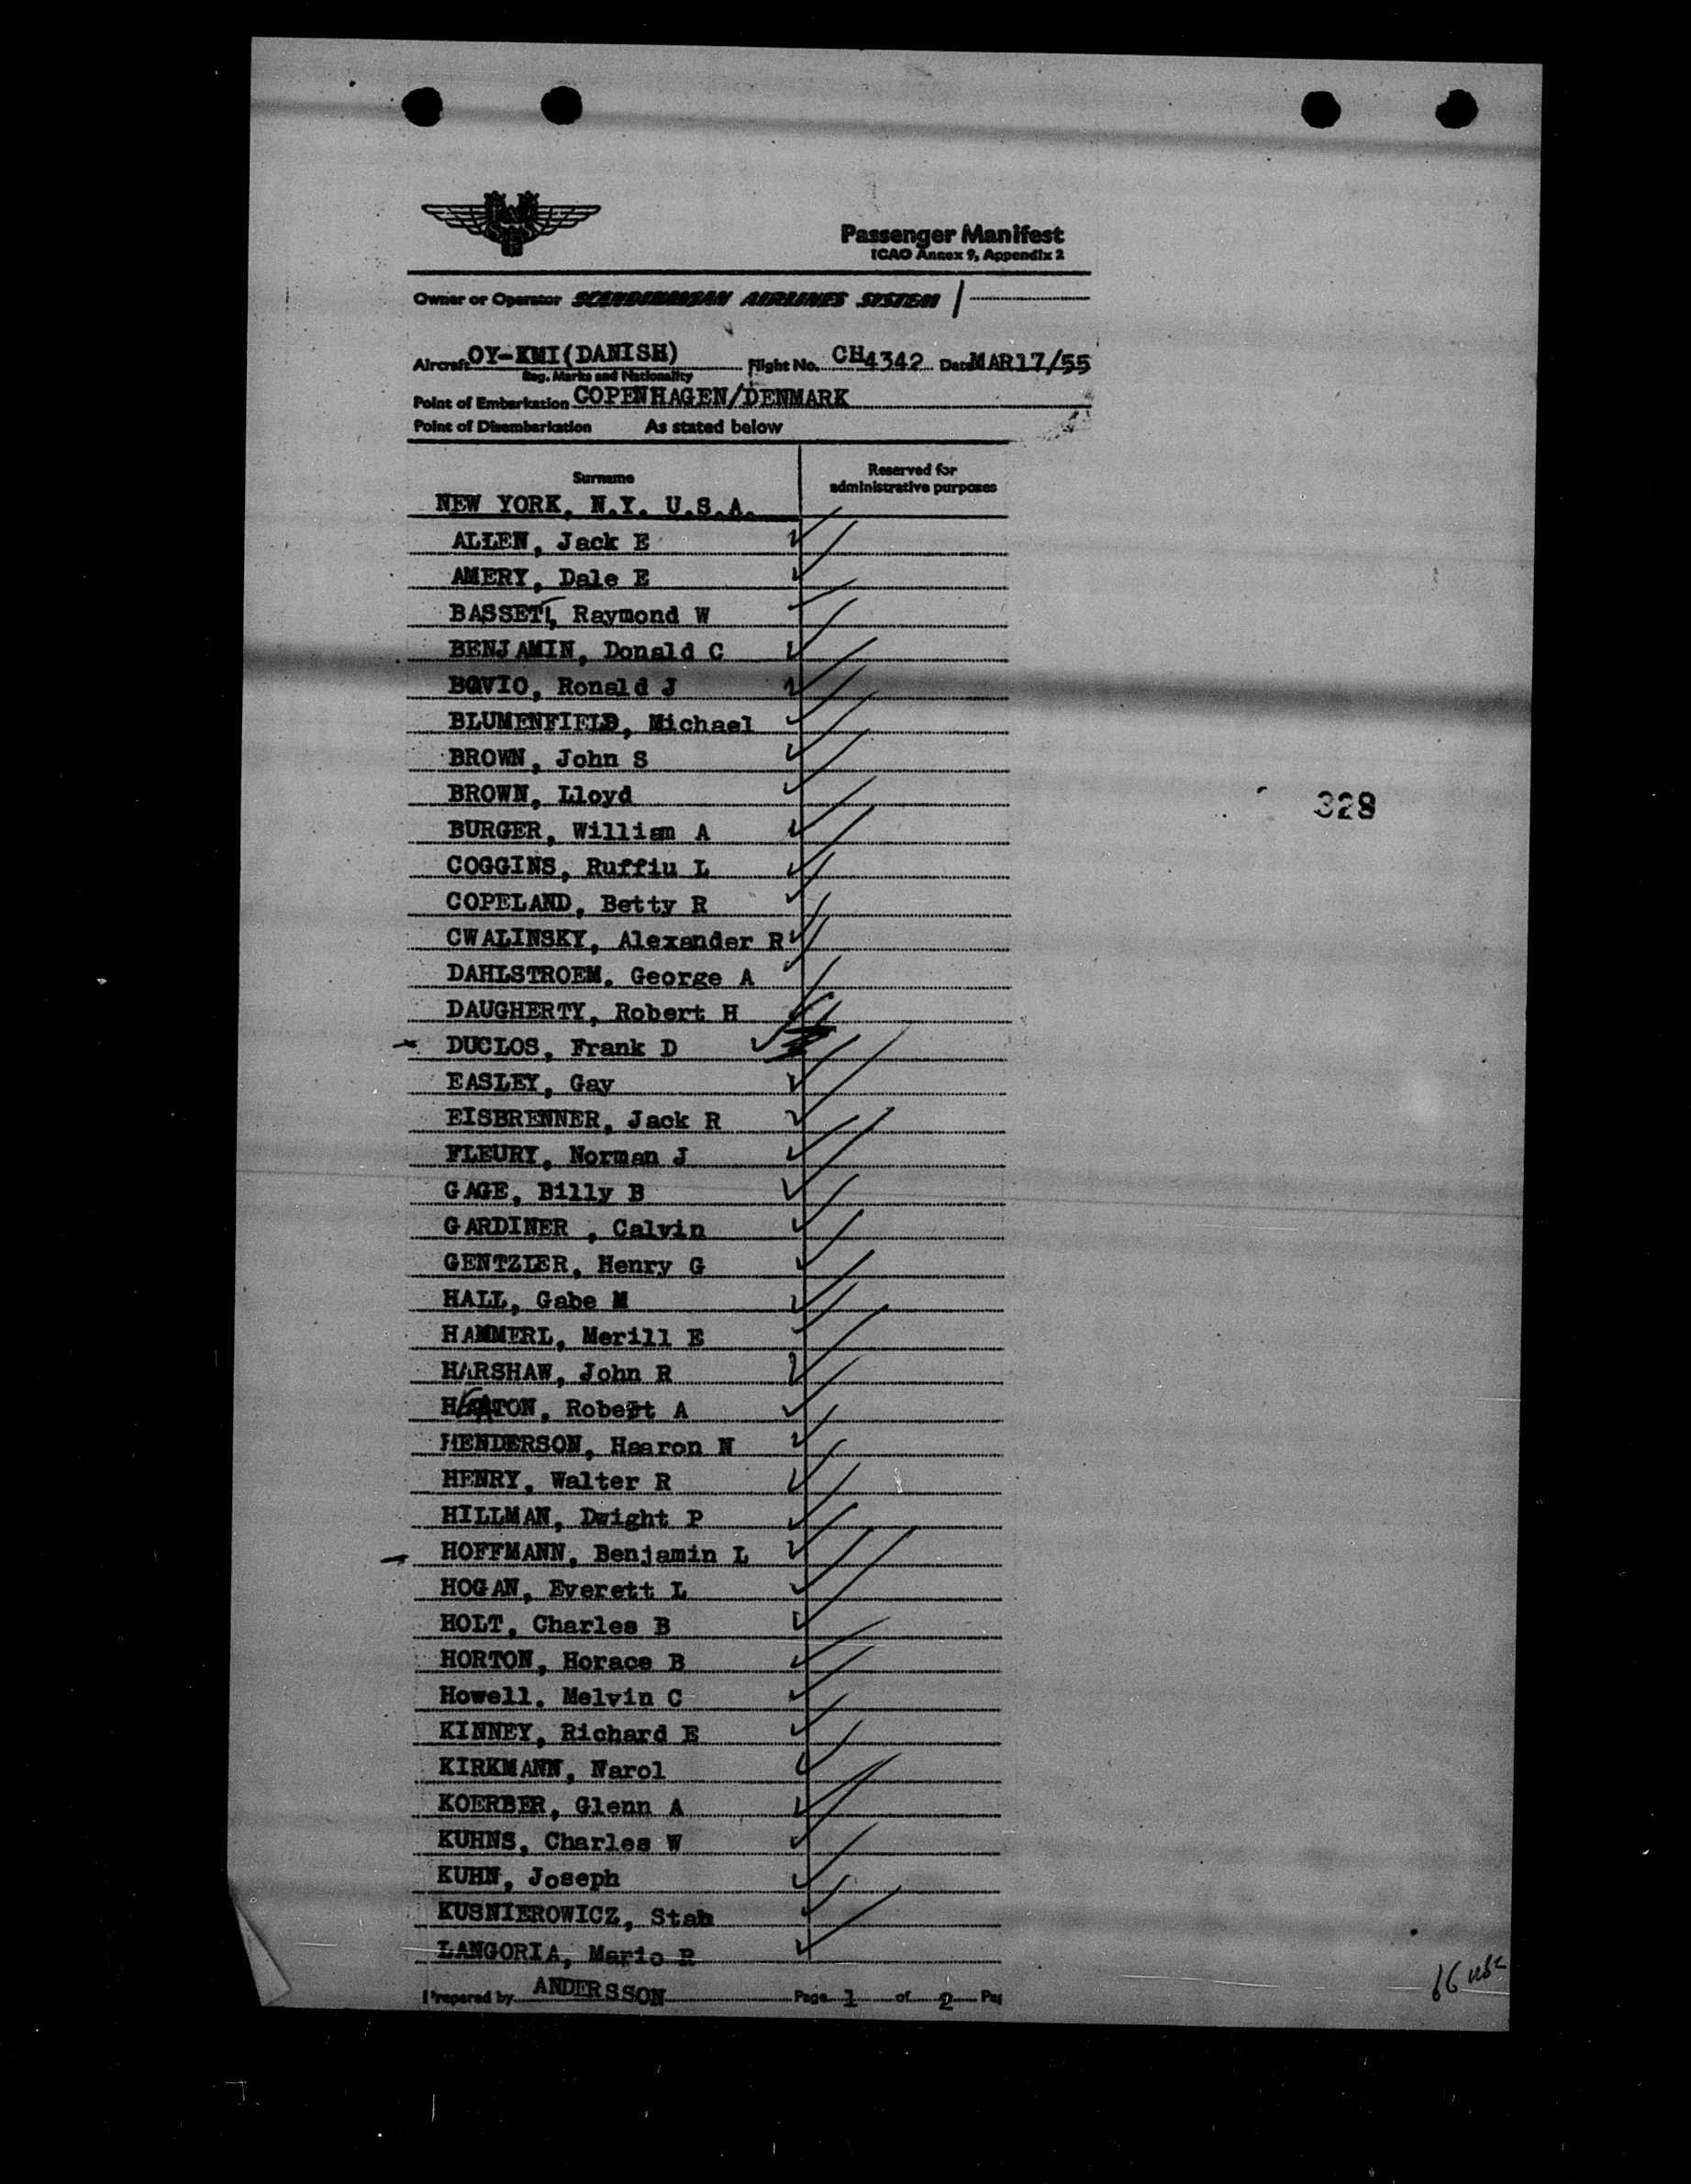 Passenger Manifest
ICAO Annex 9, Appendix 2
Owner or Operator SCANDINAVIAN AIRLINES SYSTEM
Aircraft OY-KMI(DANISH) Flight No. CH4342 Date MAR17/55
Reg. Marks and Nationality
Point of Embarkation COPENHAGEN/DENMARK
Point of Disembarkation As stated below
Surname
Reserved for
administrative purposes
NEW YORK, N.Y. U.S.A.
ALLEN, Jack E
AMERY, Dale E
BASSETT, Raymond W
BENJAMIN, Donald C
BOVIO, Ronald J
BLUMENFIELD, Michael
BROWN, John S
BROWN, Lloyd
328
BURGER, William A
COGGINS, Ruffiu L
COPELAND, Betty R
CWALINSKY, Alexander R
DAHLSTROEM, George A
DAUGHERTY, Robert H
DUCLOS, Frank D
EASLEY, Gay
EISBRENNER, Jack R
FLEURY, Norman J
GAGE, Billy B
GARDINER , Calvin
GENTZLER, Henry G
HALL, Gabe M
HAMMERL, Merill E
HARSHAW, John R
Robert A
HENDERSON, Haaron N
HENRY, Walter R
HILLMAN, Dwight P
HOFFMANN, Benjamin L
HOGAN, Everett L
HOLT, Charles B
HORTON, Horace B
Howell, Melvin C
KINNEY, Richard E
KIRKMANN, Narol
KOERBER, Glenn A
KUHNS, Charles W
KUHN, Joseph
KUSNIEROWICZ, Stan
LANGORIA, Mario R
Prepared by ANDERSSON Page 1 of 2